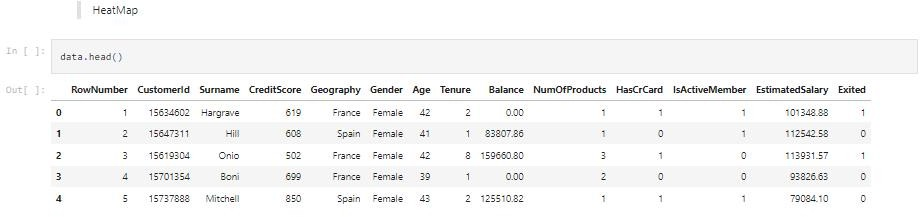 HeatMap
In [ ]: data.head()
Out[ ]: RowNumber CustomerId Surname CreditScore Geography Gender Age Tenure Balance NumOfProducts HasCrCard IsActiveMember EstimatedSalary Exited
0 1 15634602 Hargrave 619 France Female 42 2 0.00 1 1 1 101348.88 1
1 2 15647311 Hill 608 Spain Female 41 1 83807.86 1 0 1 112542.58 0
2 3 15619304 Onio 502 France Female 42 8 159660.80 3 1 0 113931.57 1
3 4 15701354 Boni 699 France Female 39 1 0.00 2 0 0 93826.63 0
4 5 15737888 Mitchell 850 Spain Female 43 2 125510.82 1 1 1 79084.10 0